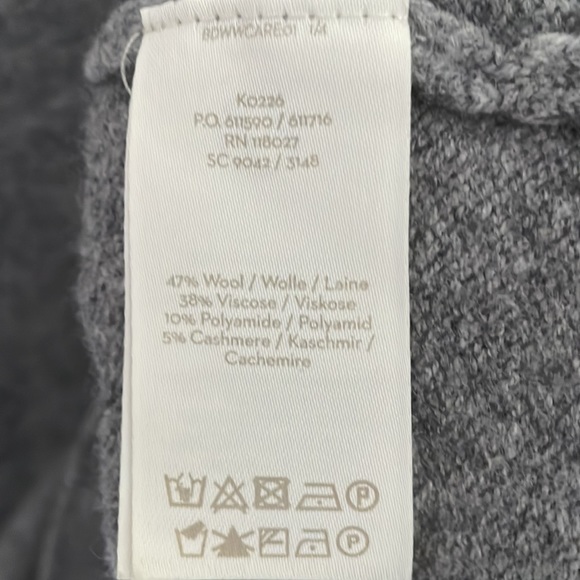 BDWWCARE01 1/4
K0226
P.O. 611590 / 611716
RN 118027
SC 9042 / 3148
47% Wool / Wolle / Laine
38% Viscose / Viskose
10% Polyamide / Polyamid
5% Cashmere / Kaschmir /
Cachemire
P
P